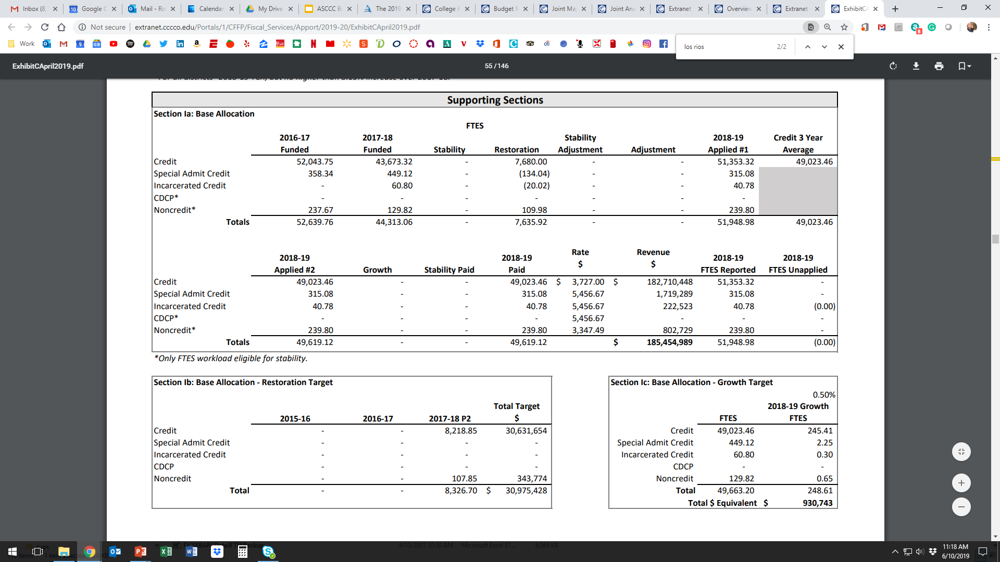 Inbox (8,
Google C
Mail - Ro
Calendar
My Drive
ASCCC B
The 2019
College F
Budget
Joint Ma
Joint Ana
Extranet
Overview
Extranet
ExhibitCA
Not secure extranet.cccco.edu/Portals/1/CFFP/Fiscal_Services/Apport/2019-20/ExhibitCApril2019.pdf
Work
los rios 2/2
ExhibitCApril2019.pdf 55 / 146
Supporting Sections
Section Ia: Base Allocation
FTES
2016-17 2017-18 Stability 2018-19 Credit 3 Year
Funded Funded Stability Restoration Adjustment Adjustment Applied #1 Average
Credit 52,043.75 43,673.32 - 7,680.00 - - 51,353.32 49,023.46
Special Admit Credit 358.34 449.12 - (134.04) - - 315.08
Incarcerated Credit - 60.80 - (20.02) - - 40.78
CDCP* - - - - - - -
Noncredit* 237.67 129.82 - 109.98 - - 239.80
Totals 52,639.76 44,313.06 - 7,635.92 - - 51,948.98 49,023.46
Rate Revenue
2018-19 2018-19 $ $ 2018-19 2018-19
Applied #2 Growth Stability Paid Paid FTES Reported FTES Unapplied
Credit 49,023.46 - - 49,023.46 $ 3,727.00 $ 182,710,448 51,353.32 -
Special Admit Credit 315.08 - - 315.08 5,456.67 1,719,289 315.08 -
Incarcerated Credit 40.78 - - 40.78 5,456.67 222,523 40.78 (0.00)
CDCP* - - - - 5,456.67 - - -
Noncredit* 239.80 - - 239.80 3,347.49 802,729 239.80 -
Totals 49,619.12 - - 49,619.12 $ 185,454,989 51,948.98 (0.00)
*Only FTES workload eligible for stability.
Section Ib: Base Allocation - Restoration Target
Total Target
2015-16 2016-17 2017-18 P2 $
Credit - - 8,218.85 30,631,654
Special Admit Credit - - - -
Incarcerated Credit - - - -
CDCP - - - -
Noncredit - - 107.85 343,774
Total - - 8,326.70 $ 30,975,428
Section Ic: Base Allocation - Growth Target
0.50%
2018-19 Growth
FTES FTES
Credit 49,023.46 245.41
Special Admit Credit 449.12 2.25
Incarcerated Credit 60.80 0.30
CDCP - -
Noncredit 129.82 0.65
Total 49,663.20 248.61
Total $ Equivalent $ 930,743
4/13/2007 10:30 AM Microsoft Excel 97... 6,069 KB
11:18 AM
6/10/2019